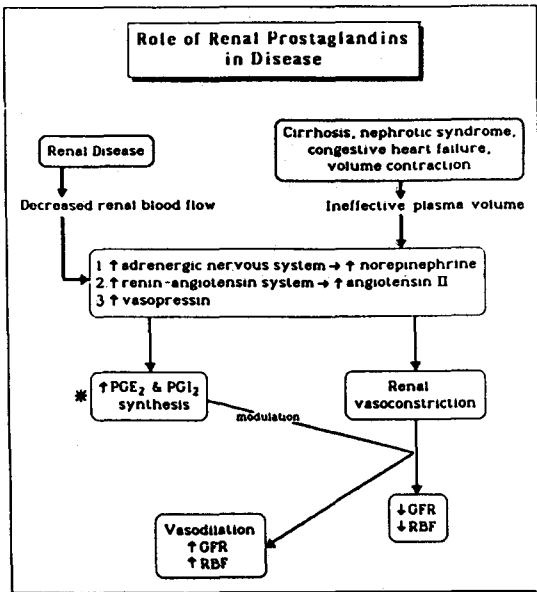 Role of Renal Prostaglandins
in Disease
Renal Disease
Cirrhosis, nephrotic syndrome,
congestive heart failure,
volume contraction
Decreased renal blood flow
Ineffective plasma volume
1 ↑ adrenergic nervous system → ↑ norepinephrine
2. ↑ renin-angiotensin system → ↑ angiotensin II
3 ↑ vasopressin
* ↑ PGE₂ & PGI₂
synthesis
modulation
Renal
vasoconstriction
↓ GFR
↓ RBF
Vasodilation
↑ GFR
↑ RBF